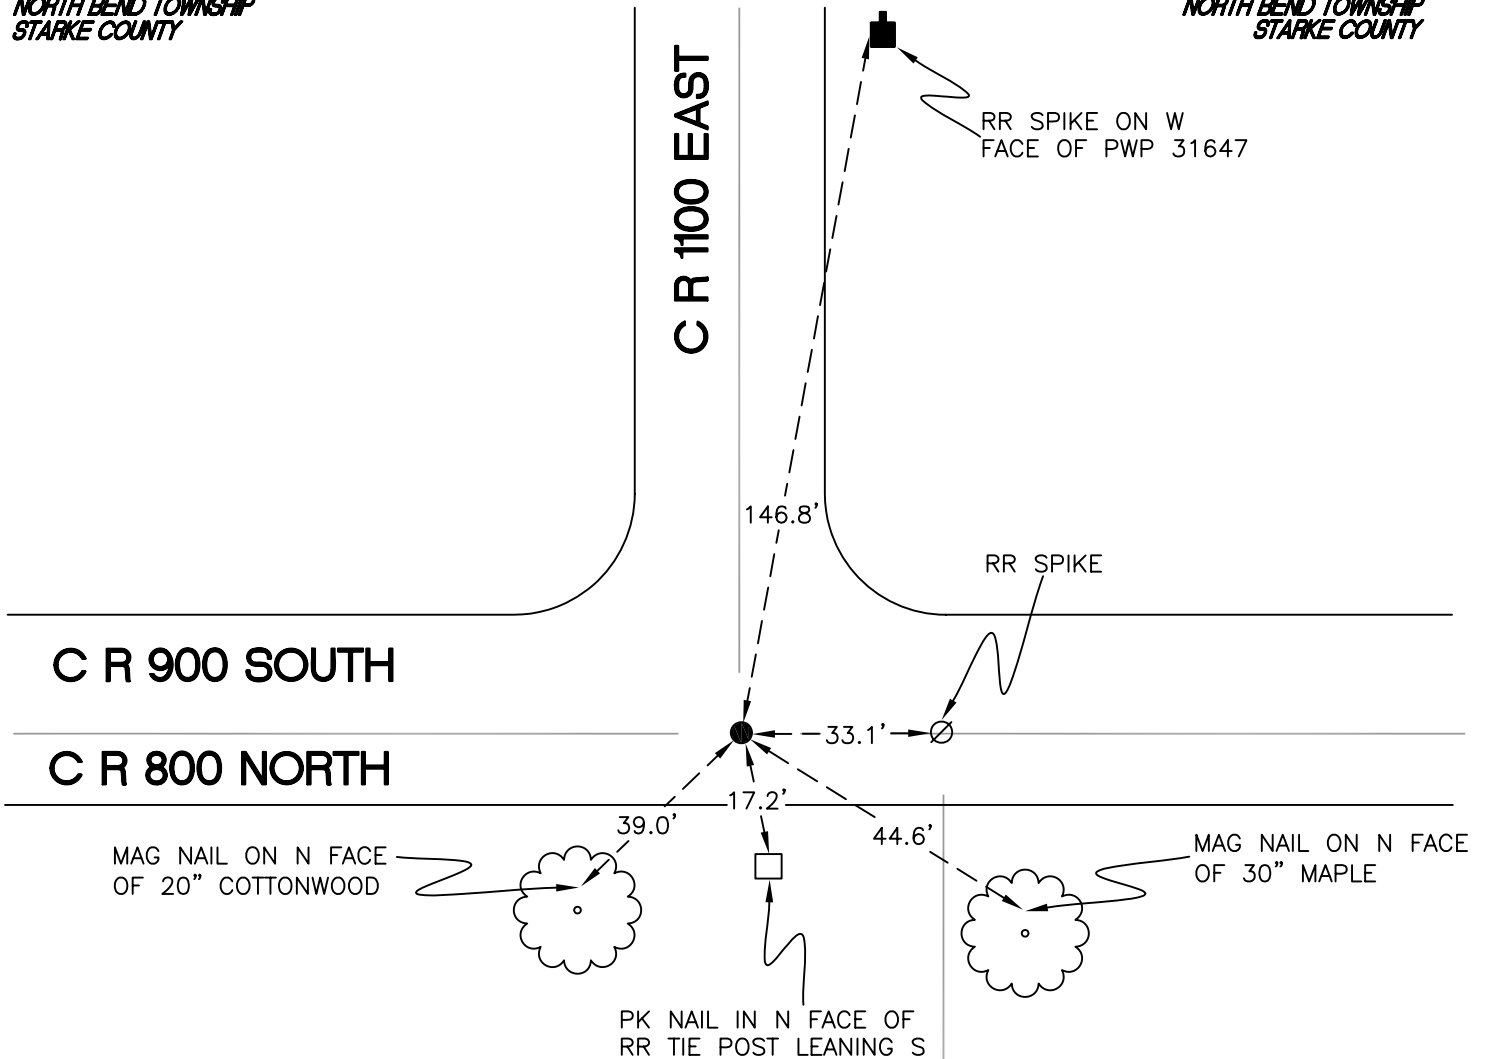 NORTH BEND TOWNSHIP
STARKE COUNTY
NORTH BEND TOWNSHIP
STARKE COUNTY
C R 1100 EAST
RR SPIKE ON W
FACE OF PWP 31647
146.8'
RR SPIKE
C R 900 SOUTH
33.1'
C R 800 NORTH
17.2'
39.0'
44.6'
MAG NAIL ON N FACE
OF 20" COTTONWOOD
MAG NAIL ON N FACE
OF 30" MAPLE
PK NAIL IN N FACE OF
RR TIE POST LEANING S